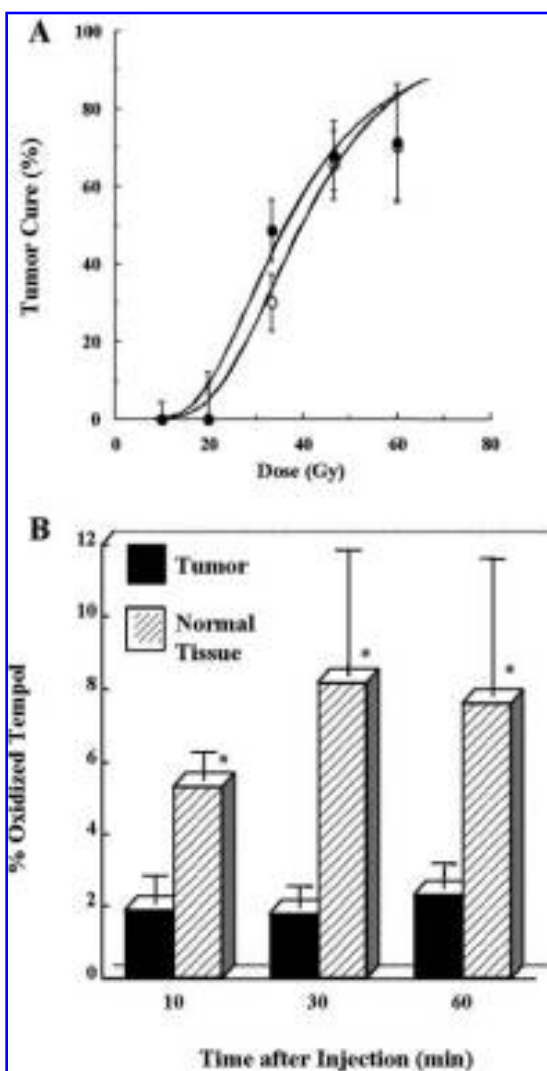 A
Tumor Cure (%)
100
80
60
40
20
0
0 20 40 60 80
Dose (Gy)
B
% Oxidized Tempol
12
10
8
6
4
2
0
Tumor
Normal
Tissue
*
*
*
10 30 60
Time after Injection (min)